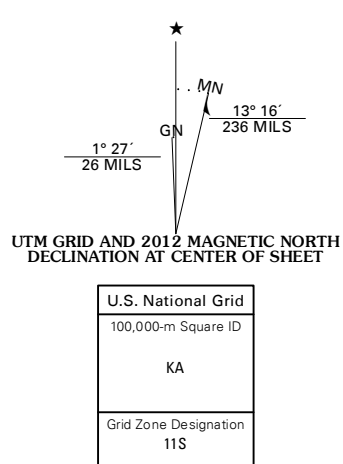 ★
MN
GN
13° 16´
236 MILS
1° 27´
26 MILS
UTM GRID AND 2012 MAGNETIC NORTH
DECLINATION AT CENTER OF SHEET
U.S. National Grid
100,000-m Square ID
KA
Grid Zone Designation
11S